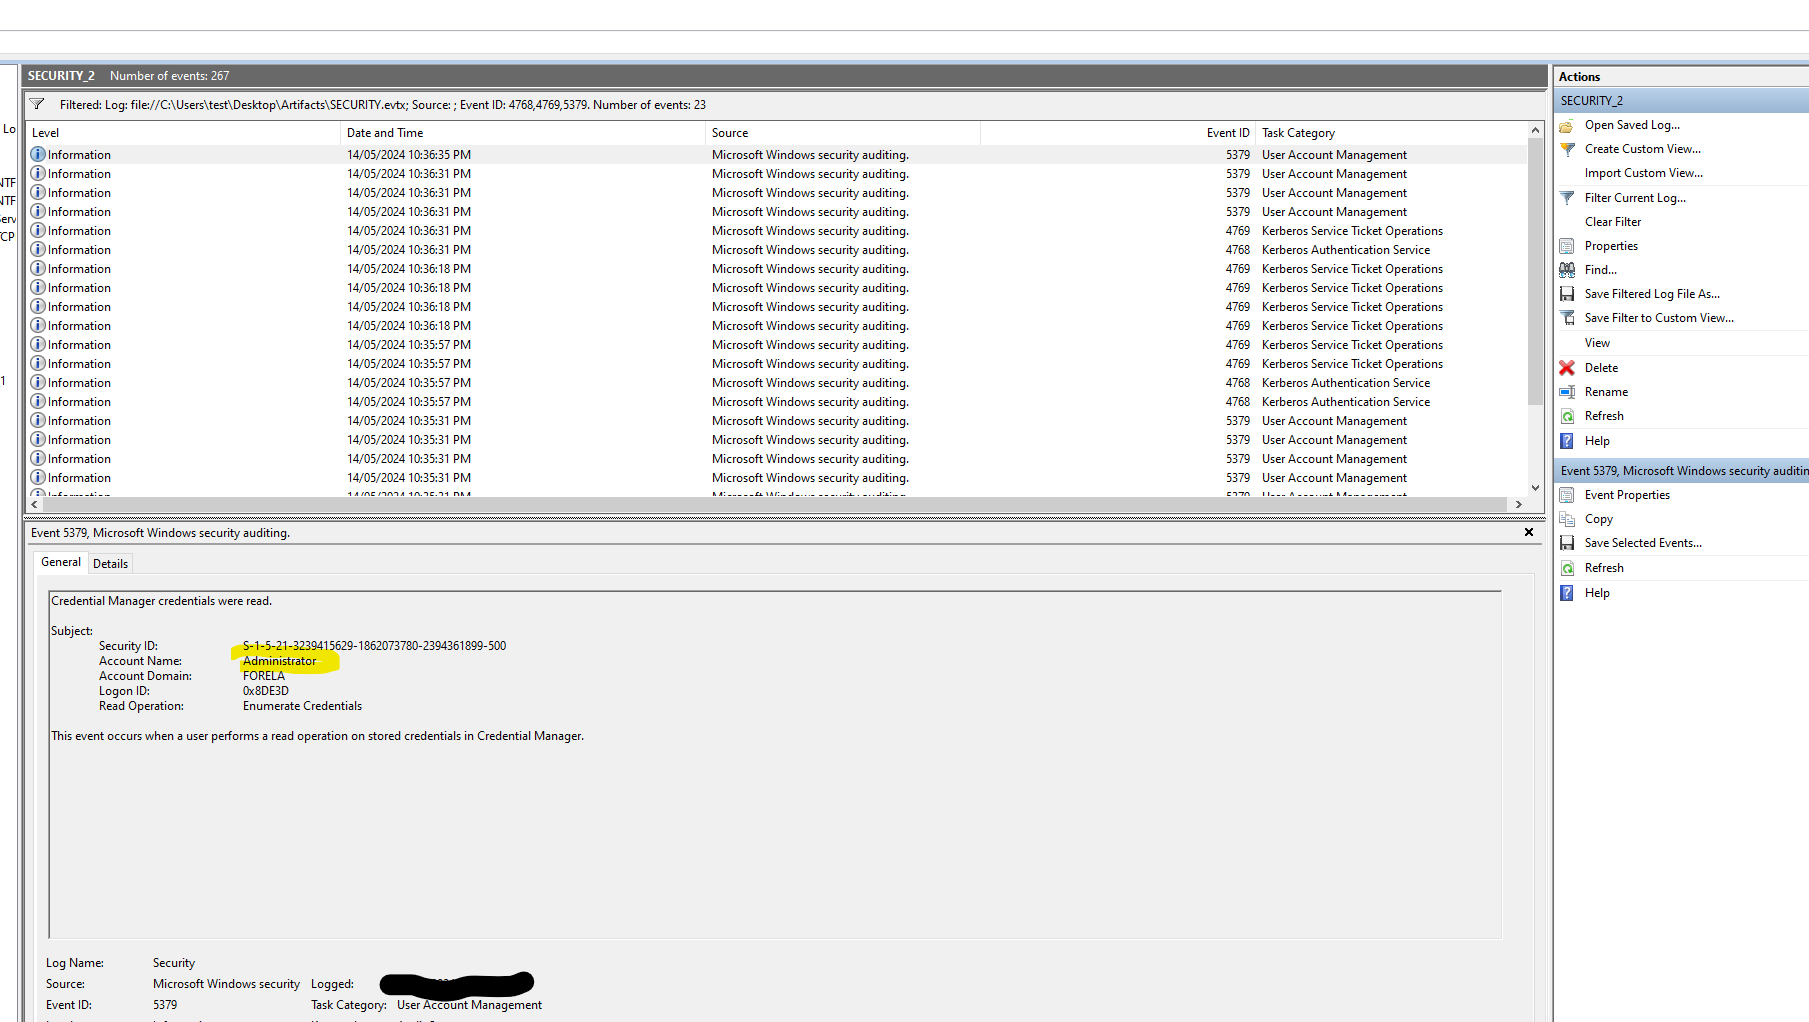 SECURITY_2 Number of events: 267
Filtered: Log: file://C:\Users\test\Desktop\Artifacts\SECURITY.evtx; Source: ; Event ID: 4768,4769,5379. Number of events: 23
Level Date and Time Source Event ID Task Category
Information 14/05/2024 10:36:35 PM Microsoft Windows security auditing. 5379 User Account Management
Information 14/05/2024 10:36:31 PM Microsoft Windows security auditing. 5379 User Account Management
Information 14/05/2024 10:36:31 PM Microsoft Windows security auditing. 5379 User Account Management
Information 14/05/2024 10:36:31 PM Microsoft Windows security auditing. 5379 User Account Management
Information 14/05/2024 10:36:31 PM Microsoft Windows security auditing. 4769 Kerberos Service Ticket Operations
Information 14/05/2024 10:36:31 PM Microsoft Windows security auditing. 4768 Kerberos Authentication Service
Information 14/05/2024 10:36:18 PM Microsoft Windows security auditing. 4769 Kerberos Service Ticket Operations
Information 14/05/2024 10:36:18 PM Microsoft Windows security auditing. 4769 Kerberos Service Ticket Operations
Information 14/05/2024 10:36:18 PM Microsoft Windows security auditing. 4769 Kerberos Service Ticket Operations
Information 14/05/2024 10:36:18 PM Microsoft Windows security auditing. 4769 Kerberos Service Ticket Operations
Information 14/05/2024 10:35:57 PM Microsoft Windows security auditing. 4769 Kerberos Service Ticket Operations
Information 14/05/2024 10:35:57 PM Microsoft Windows security auditing. 4769 Kerberos Service Ticket Operations
Information 14/05/2024 10:35:57 PM Microsoft Windows security auditing. 4768 Kerberos Authentication Service
Information 14/05/2024 10:35:57 PM Microsoft Windows security auditing. 4768 Kerberos Authentication Service
Information 14/05/2024 10:35:31 PM Microsoft Windows security auditing. 5379 User Account Management
Information 14/05/2024 10:35:31 PM Microsoft Windows security auditing. 5379 User Account Management
Information 14/05/2024 10:35:31 PM Microsoft Windows security auditing. 5379 User Account Management
Information 14/05/2024 10:35:31 PM Microsoft Windows security auditing. 5379 User Account Management
Event 5379, Microsoft Windows security auditing.
General Details
Credential Manager credentials were read.
Subject:
Security ID: S-1-5-21-3239415629-1862073780-2394361899-500
Account Name: Administrator
Account Domain: FORELA
Logon ID: 0x8DE3D
Read Operation: Enumerate Credentials
This event occurs when a user performs a read operation on stored credentials in Credential Manager.
Log Name: Security
Source: Microsoft Windows security Logged:
Event ID: 5379 Task Category: User Account Management
Actions
SECURITY_2
Open Saved Log...
Create Custom View...
Import Custom View...
Filter Current Log...
Clear Filter
Properties
Find...
Save Filtered Log File As...
Save Filter to Custom View...
View
Delete
Rename
Refresh
Help
Event 5379, Microsoft Windows security auditin
Event Properties
Copy
Save Selected Events...
Refresh
Help